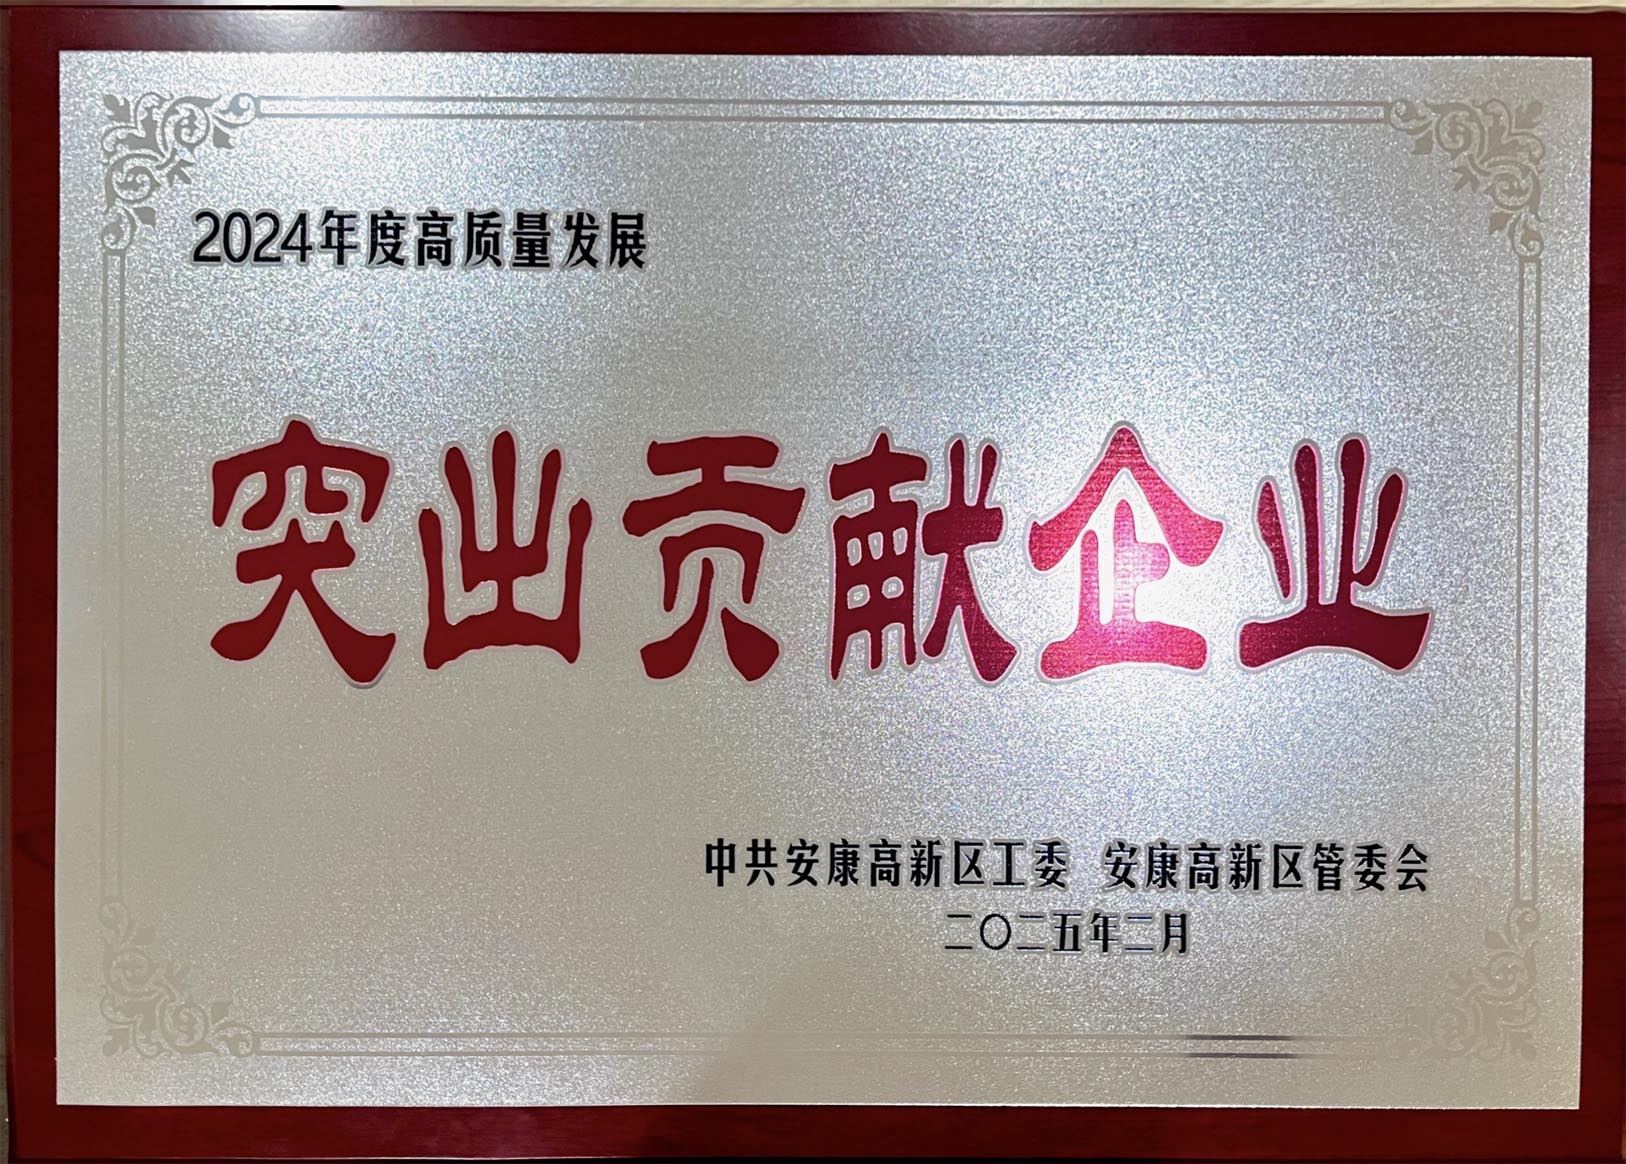 2024年度高质量发展
突出贡献企业
中共安康高新区工委 安康高新区管委会
二〇二五年二月